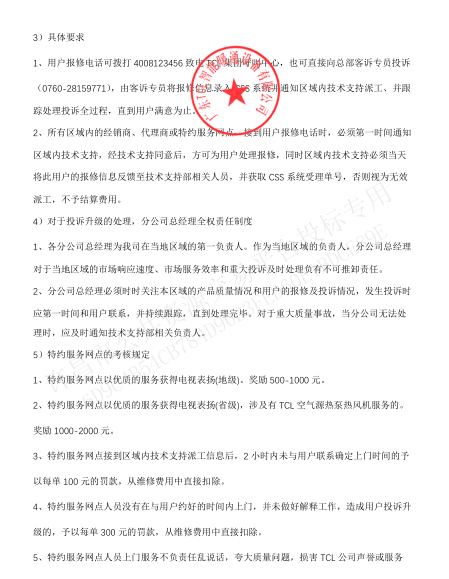 3）具体要求
1、用户报修电话可拨打 4008123456 致电 TCL 集团呼叫中心，也可直接向总部客诉专员投诉
（0760-28159771），由客诉专员将报修信息录入 CSS 系统并通知区域内技术支持派工、并跟
踪处理投诉全过程，直到用户满意为止。
2、所有区域内的经销商、代理商或特约服务网点，接到用户报修电话时，必须第一时间通知
区域内技术支持，经技术支持同意后，方可为用户处理报修，同时区域内技术支持必须当天
将此用户的报修信息反馈至技术支持部相关人员，并获取 CSS 系统受理单号，否则视为无效
派工，不予结算费用。
4）对于投诉升级的处理，分公司总经理全权责任制度
1、各分公司总经理为我司在当地区域的第一负责人。作为当地区域的负责人，分公司总经理
对于当地区域的市场响应速度、市场服务效率和重大投诉及时处理负有不可推卸责任。
2、分公司总经理必须时时关注本区域的产品质量情况和用户的报修及投诉情况，发生投诉时
应第一时间和用户联系，并持续跟踪，直到处理完毕。对于重大质量事故，当分公司无法处
理时，应及时通知技术支持部相关负责人。
5）特约服务网点的考核规定
1、特约服务网点以优质的服务获得电视表扬(地级)。奖励 500-1000 元。
2、特约服务网点以优质的服务获得电视表扬(省级)，涉及有 TCL 空气源热泵热风机服务的。
奖励 1000-2000 元。
3、特约服务网点接到区域内技术支持派工信息后，2 小时内未与用户联系确定上门时间的予
以每单 100 元的罚款，从维修费用中直接扣除。
4、特约服务网点人员没有在与用户约好的时间内上门，并未做好解释工作，造成用户投诉升
级的，予以每单 300 元的罚款，从维修费用中直接扣除。
5、特约服务网点人员上门服务不负责任乱说话，夸大质量问题，损害 TCL 公司声誉或服务